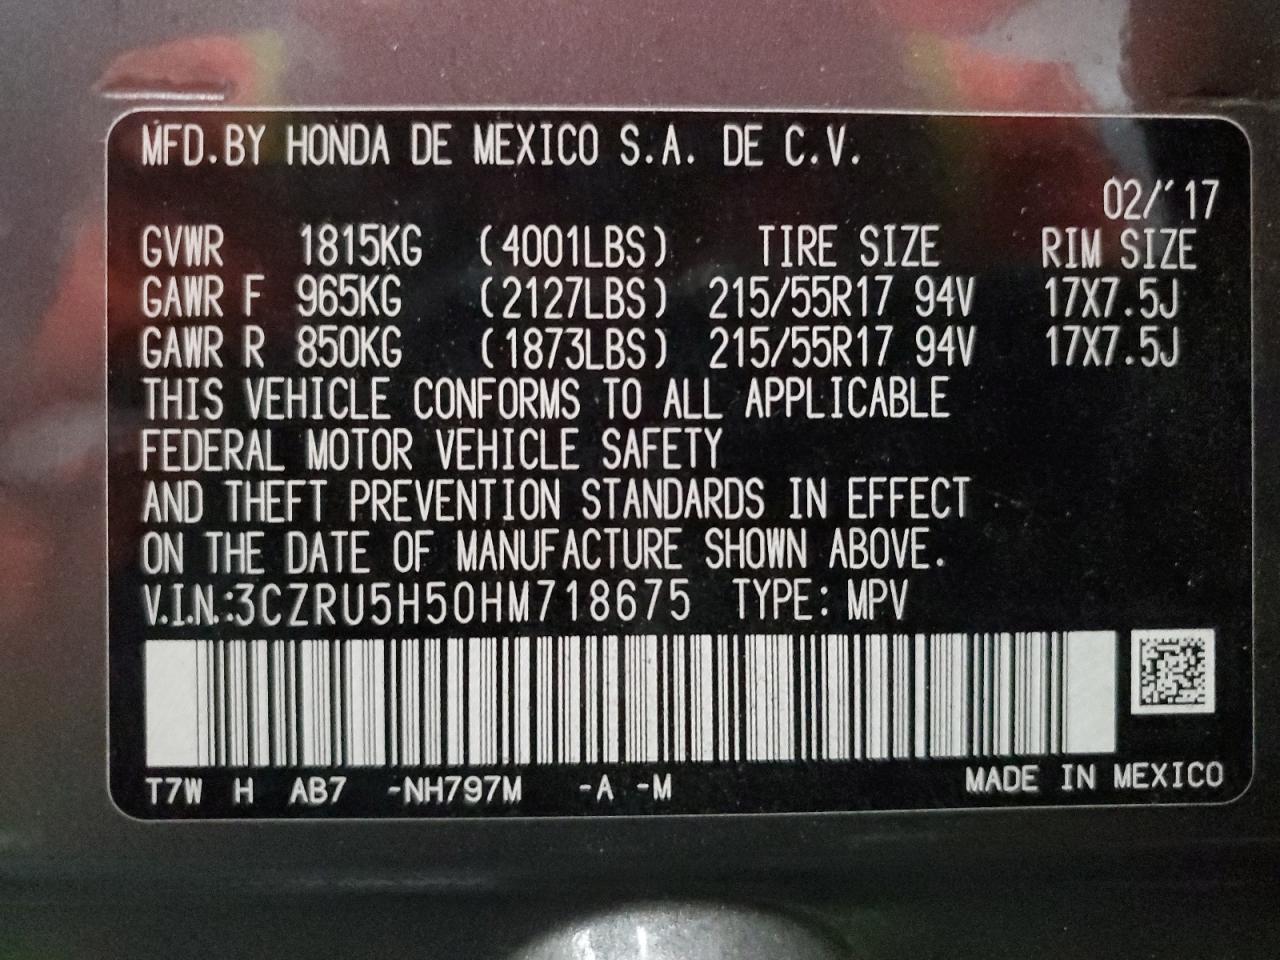 MFD.BY HONDA DE MEXICO S.A. DE C.V.
02/'17
GVWR 1815KG (4001LBS) TIRE SIZE RIM SIZE
GAWR F 965KG (2127LBS) 215/55R17 94V 17X7.5J
GAWR R 850KG (1873LBS) 215/55R17 94V 17X7.5J
THIS VEHICLE CONFORMS TO ALL APPLICABLE
FEDERAL MOTOR VEHICLE SAFETY
AND THEFT PREVENTION STANDARDS IN EFFECT
ON THE DATE OF MANUFACTURE SHOWN ABOVE.
V.I.N.:3CZRU5H50HM718675 TYPE: MPV
T7W H AB7 -NH797M -A -M MADE IN MEXICO